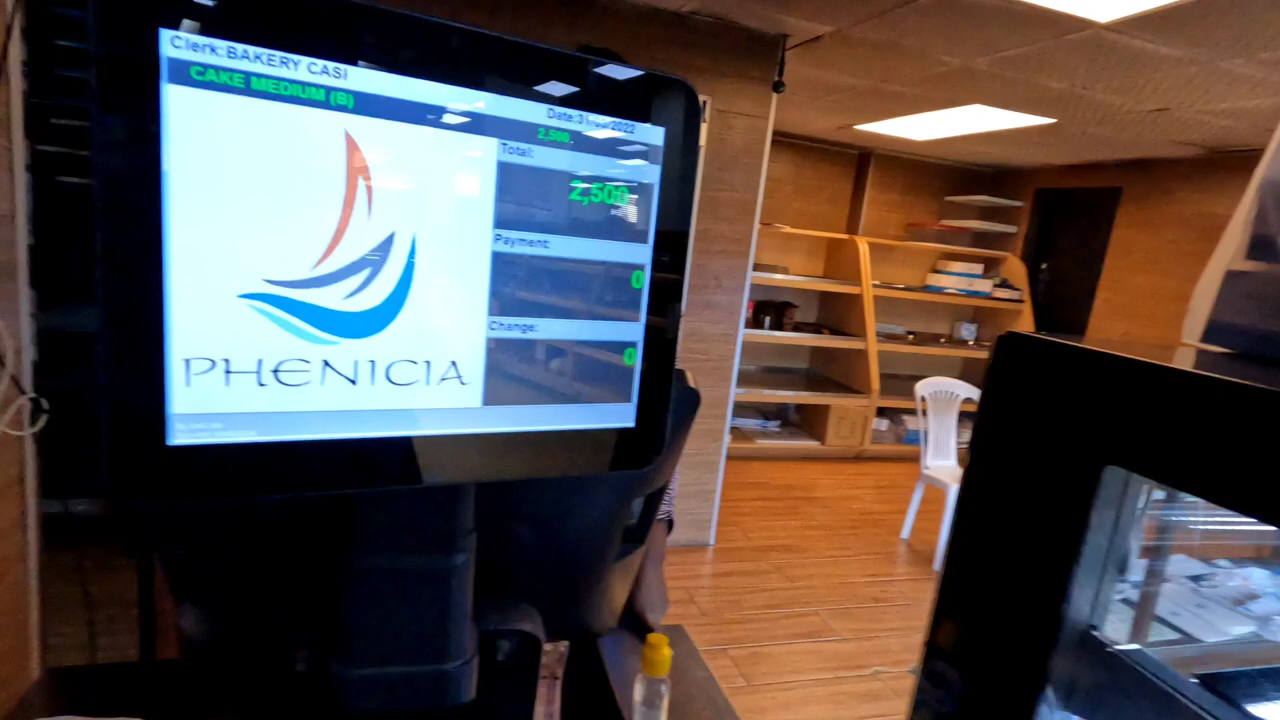 Clerk:BAKERY CASI
CAKE MEDIUM (B)
2,500
Total:
2,500
Payment:
0
Change:
0
PHENICIA